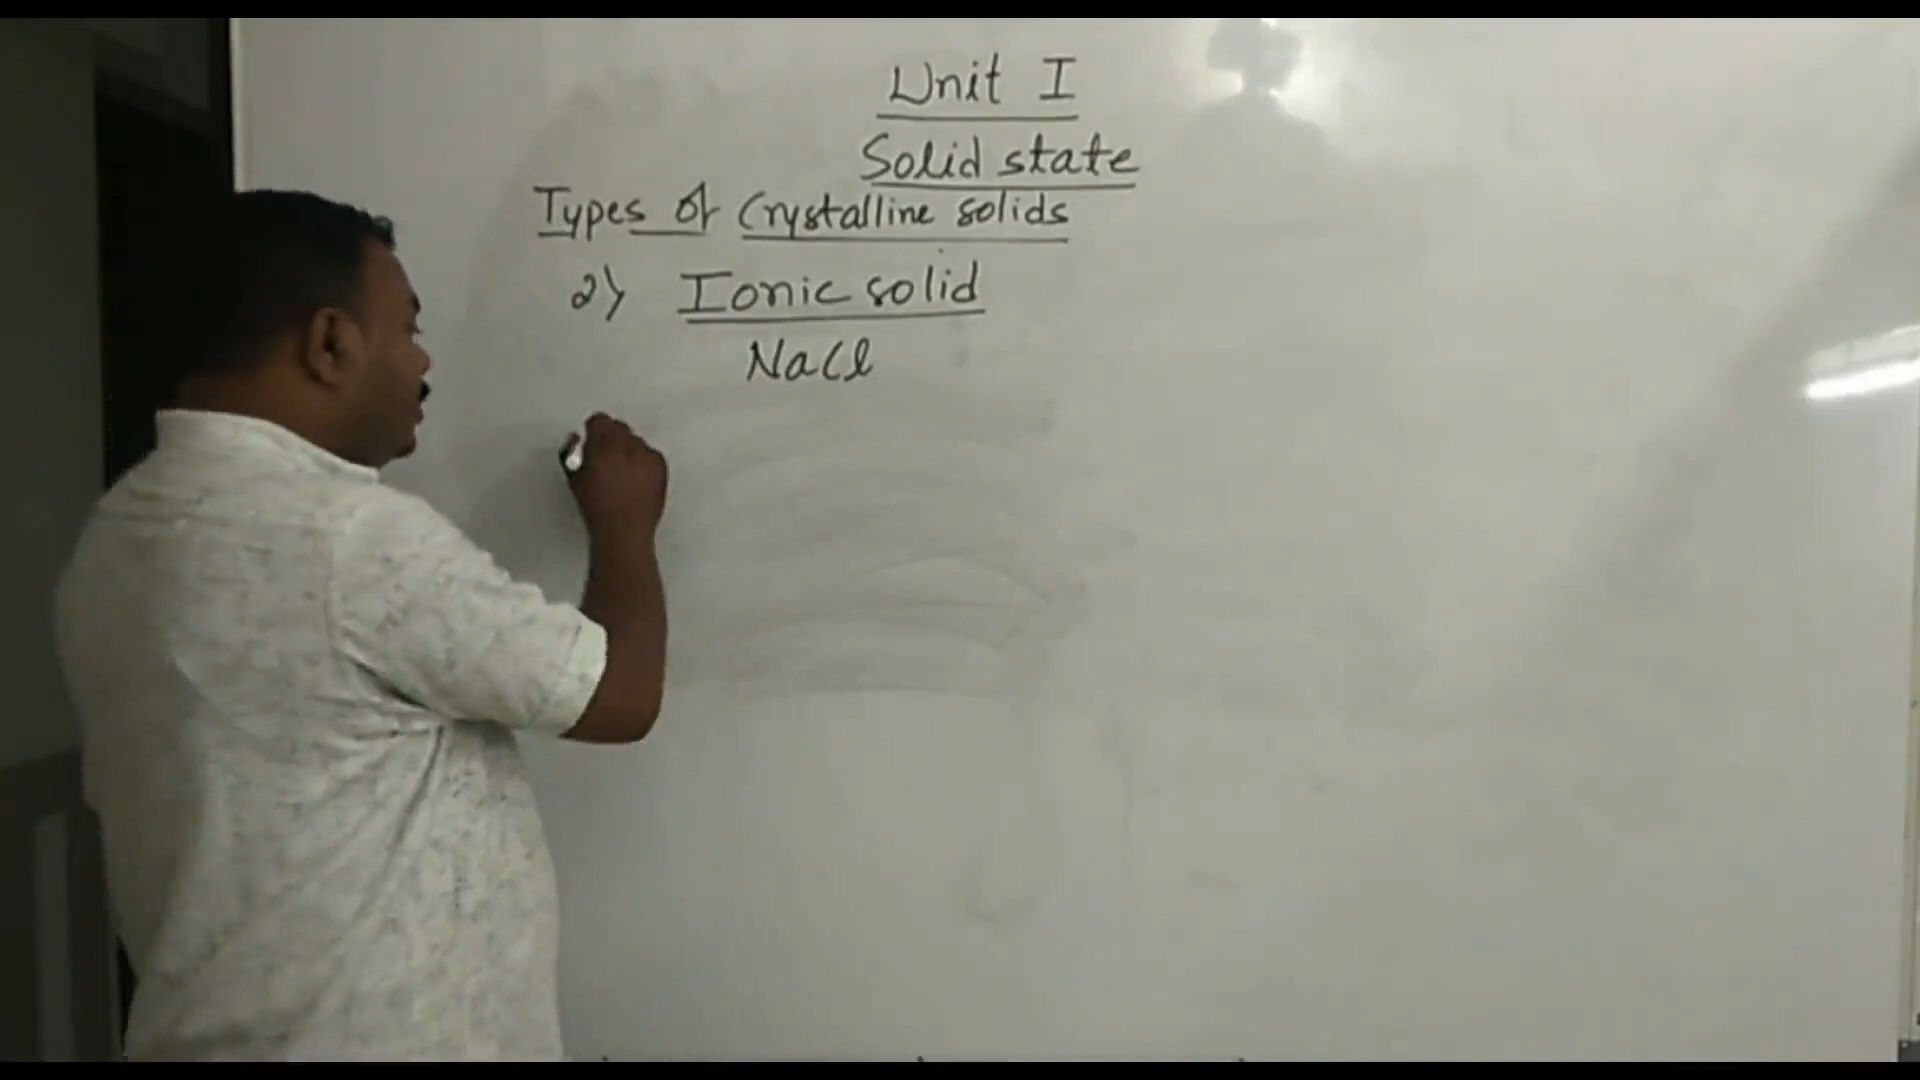 Unit I
Solid state
Types of Crystalline solids
2) Ionic solid
NaCl